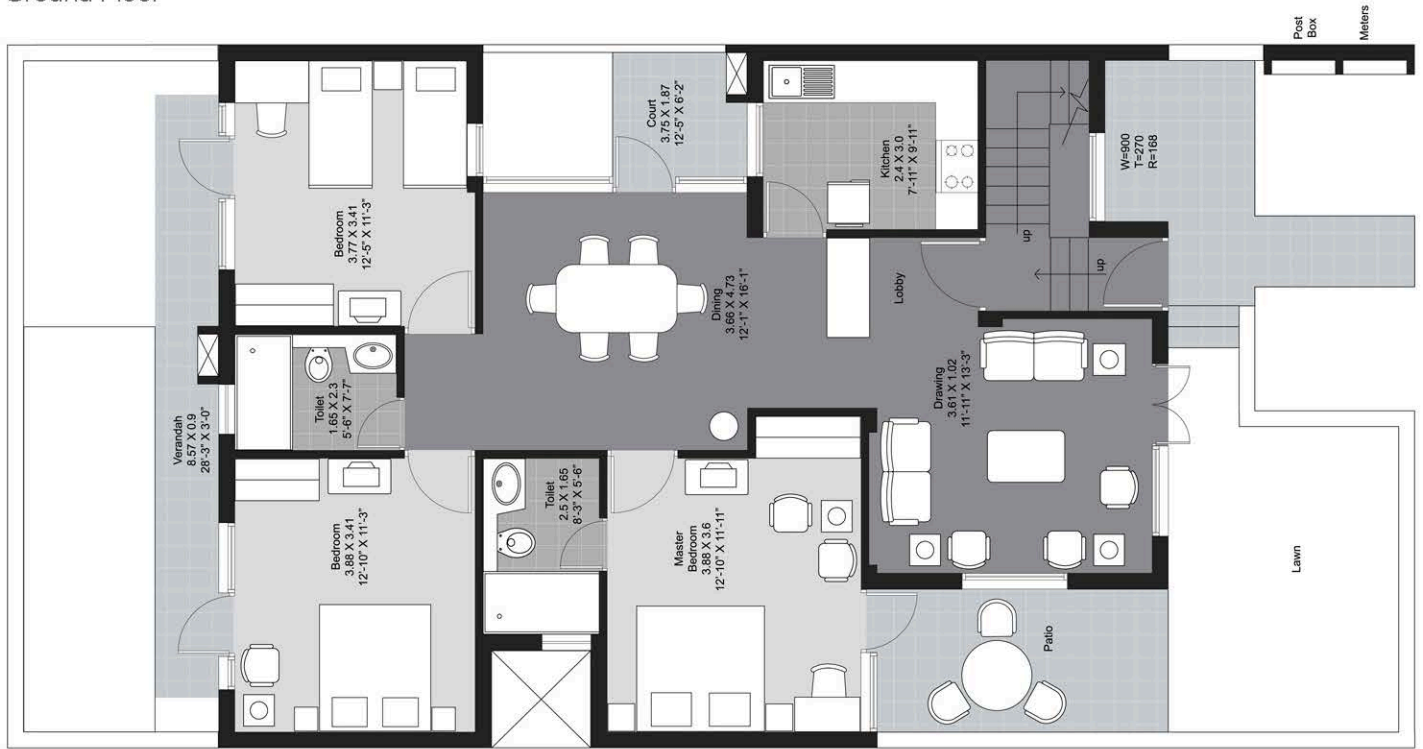 Ground Floor
Post
Box
Meters
Court
3.75 X 1.87
12'-5" X 6'-2"
Kitchen
2.4 X 3.0
7'-11" X 9'-11"
W=900
T=270
R=168
Bedroom
3.77 X 3.41
12'-5" X 11'-3"
up
up
Lobby
Dining
3.66 X 4.73
12'-1" X 16'-1"
Toilet
1.65 X 2.3
5'-6" X 7'-7"
Verandah
8.57 X 0.9
28'-3" X 3'-0"
Drawing
3.61 X 1.02
11'-11" X 13'-3"
Toilet
2.5 X 1.65
8'-3" X 5'-6"
Bedroom
3.88 X 3.41
12'-10" X 11'-3"
Master
Bedroom
3.88 X 3.6
12'-10" X 11'-11"
Lawn
Patio